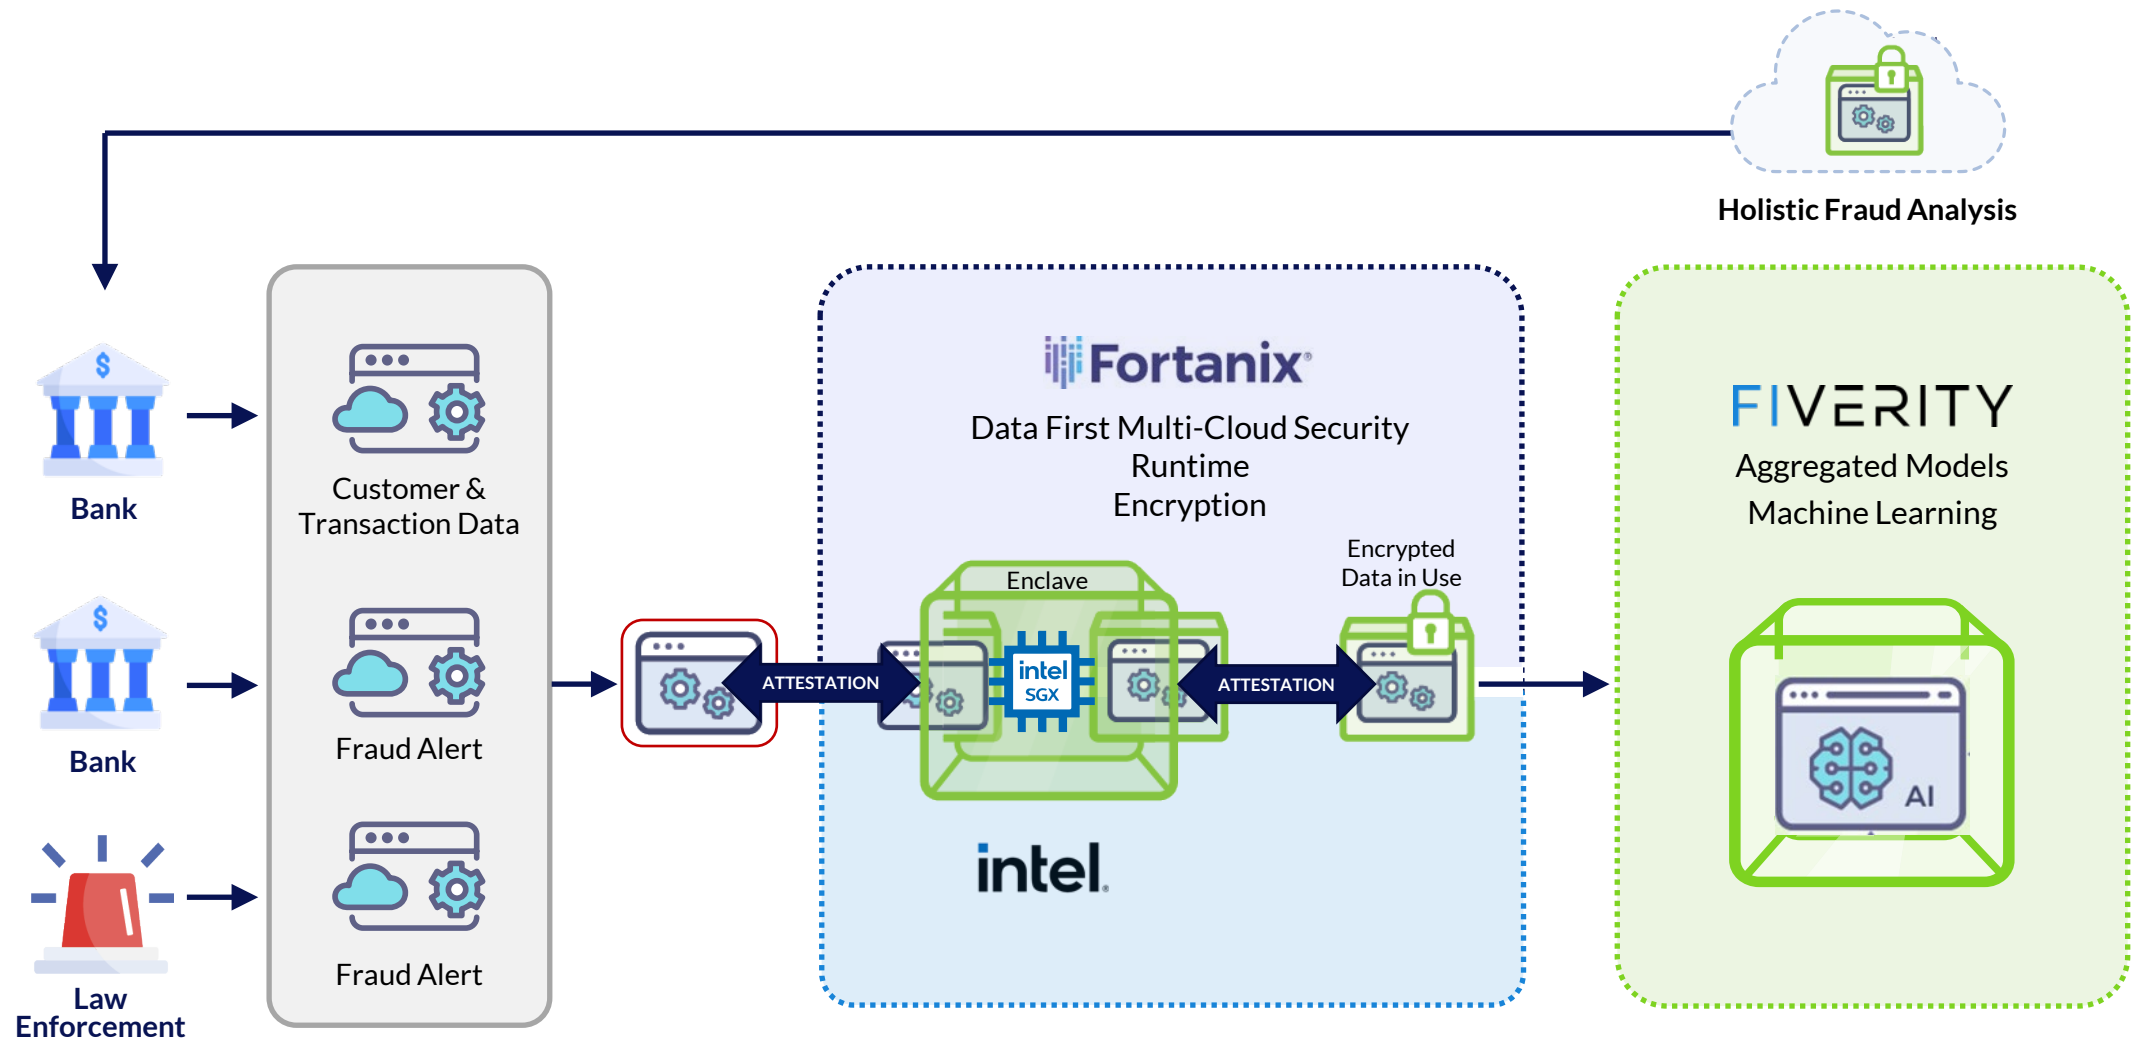 Holistic Fraud Analysis
Bank
Customer &
Transaction Data
Bank
Fraud Alert
Law
Enforcement
Fraud Alert
ATTESTATION
Fortanix®
Data First Multi-Cloud Security
Runtime
Encryption
Enclave
intel
SGX
ATTESTATION
Encrypted
Data in Use
intel®
FIVERITY
Aggregated Models
Machine Learning
AI